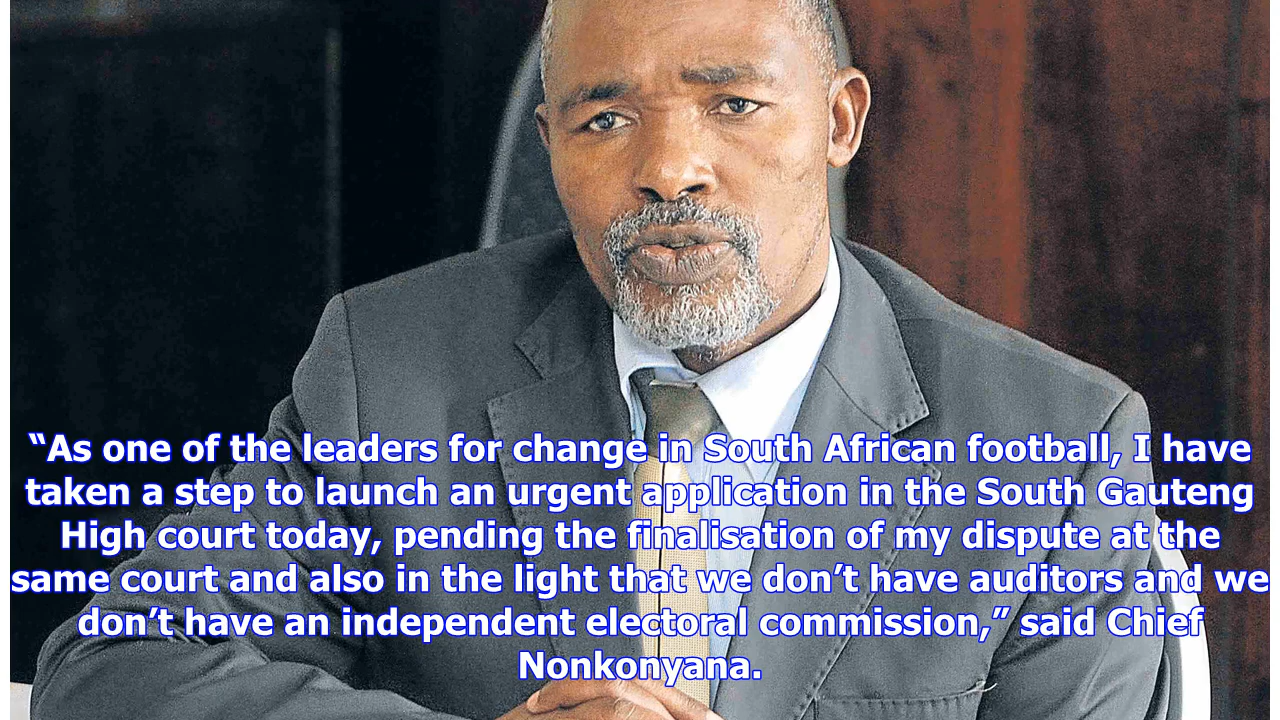 “As one of the leaders for change in South African football, I have
taken a step to launch an urgent application in the South Gauteng
High court today, pending the finalisation of my dispute at the
same court and also in the light that we don’t have auditors and we
don’t have an independent electoral commission,” said Chief
Nonkonyana.